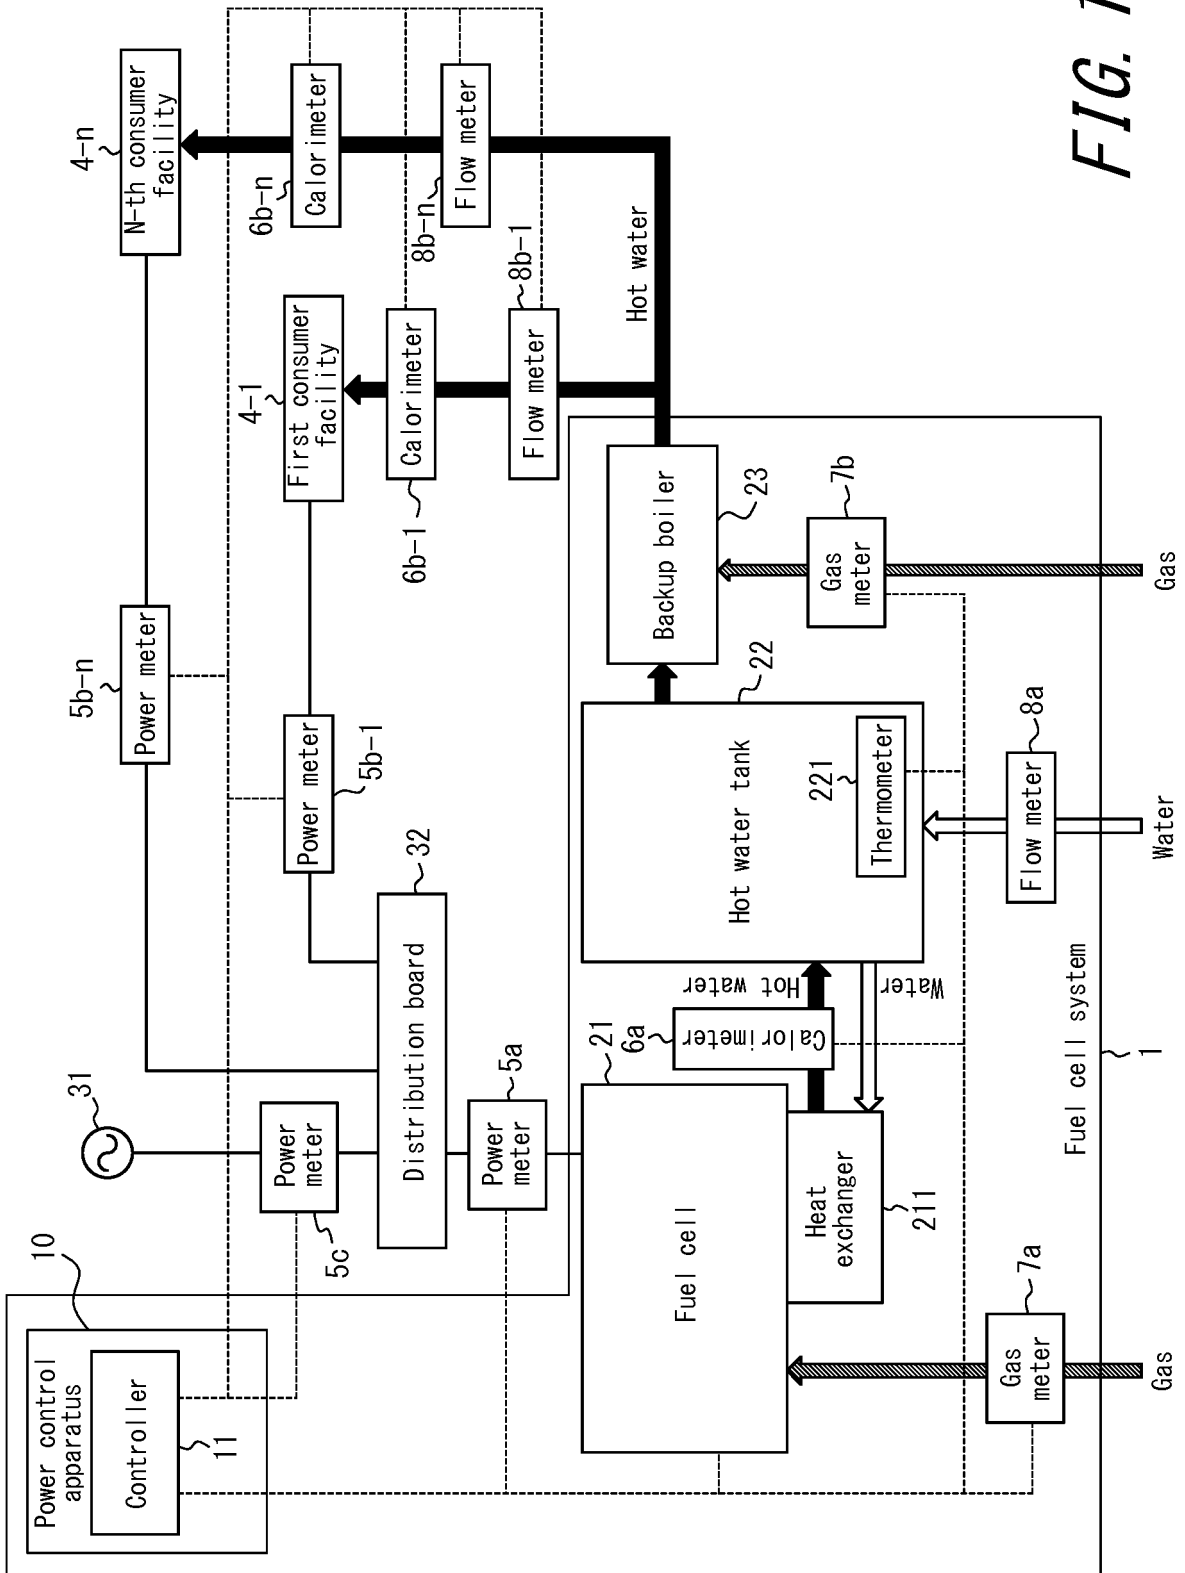 FIG. 1
Power control
apparatus
10
Controller
11
31
Power
meter
5c
Distribution board
32
Power
meter
5a
Power meter
5b-1
Power meter
5b-n
First consumer
facility
4-1
N-th consumer
facility
4-n
Calorimeter
6b-1
Flow meter
8b-1
Calorimeter
6b-n
Flow meter
8b-n
Hot water
Fuel cell
21
Heat
exchanger
211
Calorimeter
6a
Hot water
Water
Hot water tank
22
Thermometer
221
Backup boiler
23
Gas
meter
7a
Gas
Flow meter
8a
Water
Gas
meter
7b
Gas
Fuel cell system
1